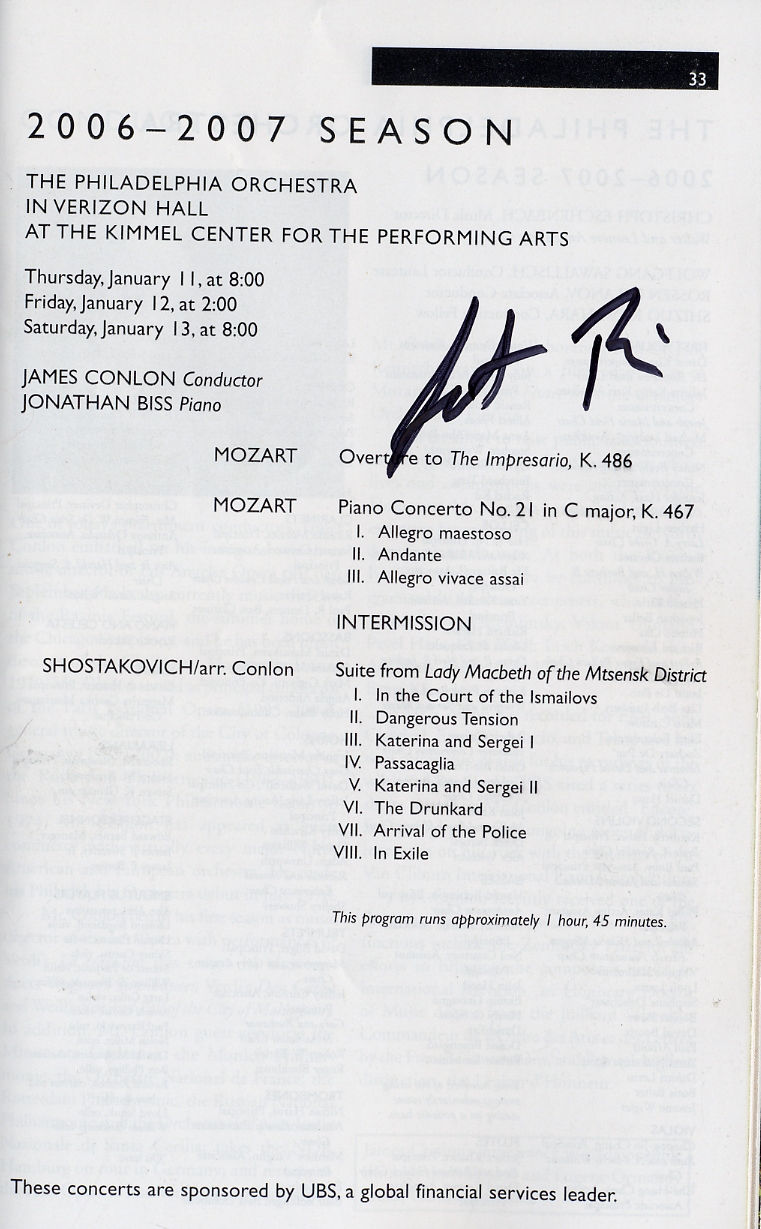 33
2006–2007 SEASON
THE PHILADELPHIA ORCHESTRA
IN VERIZON HALL
AT THE KIMMEL CENTER FOR THE PERFORMING ARTS
Thursday, January 11, at 8:00
Friday, January 12, at 2:00
Saturday, January 13, at 8:00
JAMES CONLON Conductor
JONATHAN BISS Piano
MOZART Overture to The Impresario, K. 486
MOZART Piano Concerto No. 21 in C major, K. 467
I. Allegro maestoso
II. Andante
III. Allegro vivace assai
INTERMISSION
SHOSTAKOVICH/arr. Conlon Suite from Lady Macbeth of the Mtsensk District
I. In the Court of the Ismailovs
II. Dangerous Tension
III. Katerina and Sergei I
IV. Passacaglia
V. Katerina and Sergei II
VI. The Drunkard
VII. Arrival of the Police
VIII. In Exile
This program runs approximately 1 hour, 45 minutes.
These concerts are sponsored by UBS, a global financial services leader.